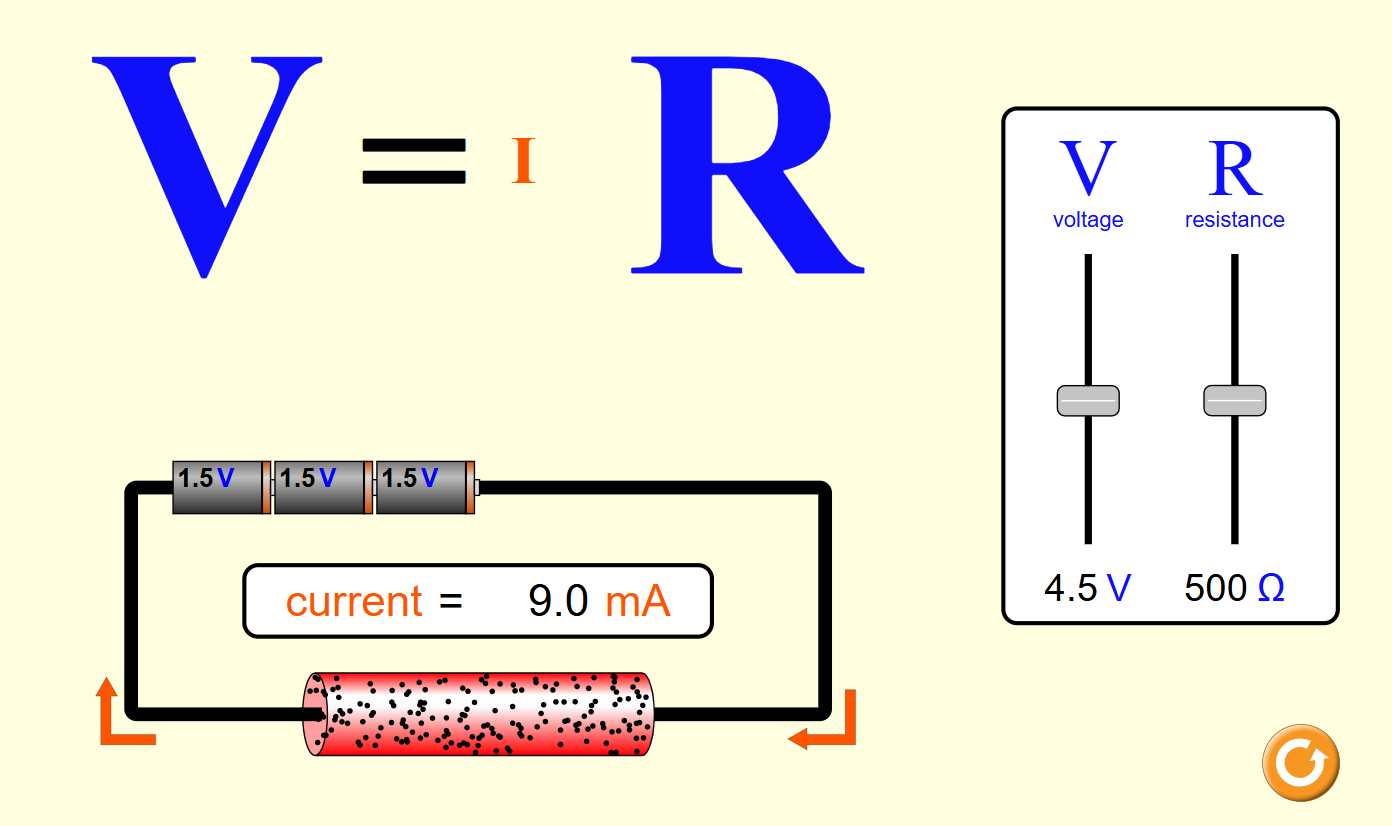 V = I R
V R
voltage resistance
1.5 V 1.5 V 1.5 V
current = 9.0 mA
4.5 V 500 Ω